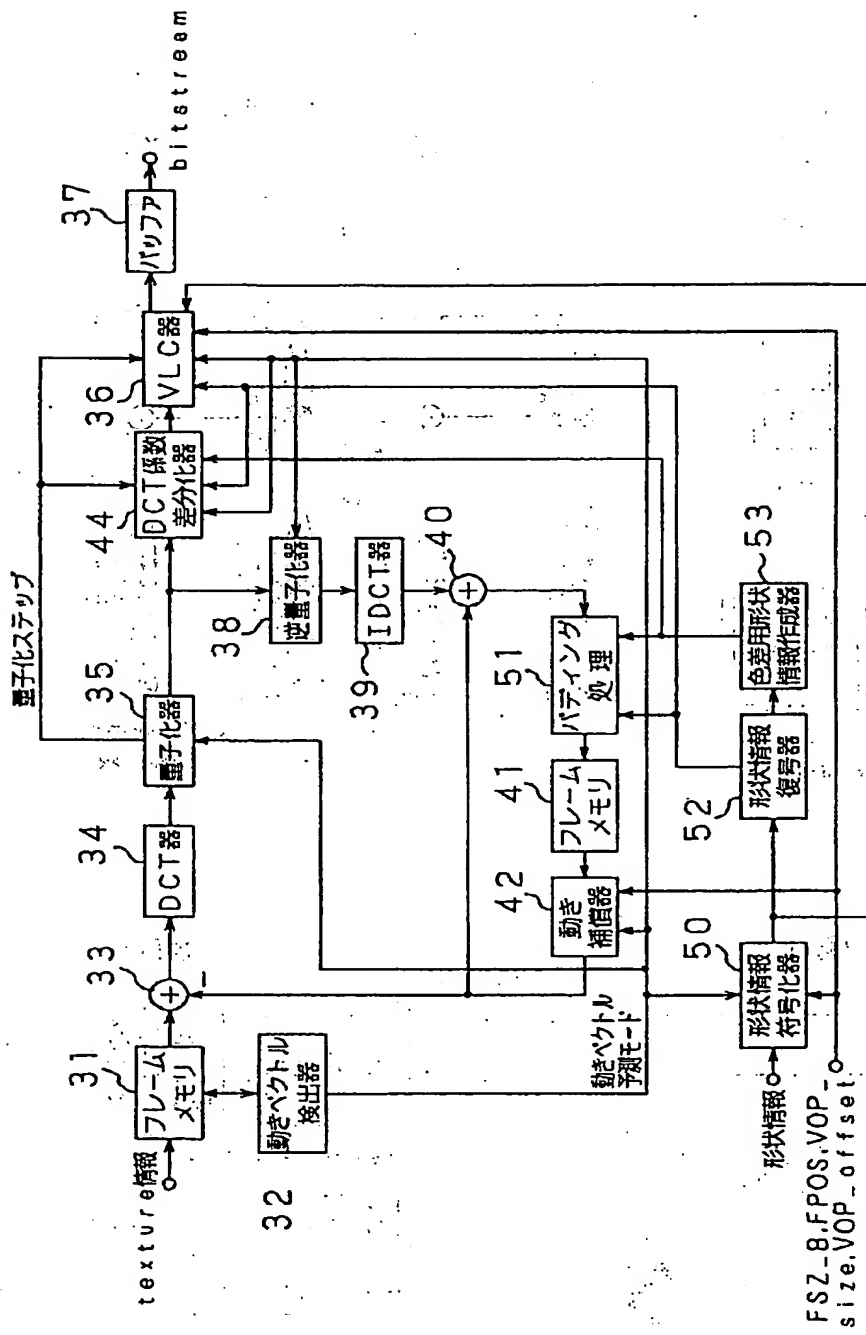 texture情報
31
フレーム
メモリ
32
動きベクトル
検出器
33
+
-
34
DCT器
35
量子化器
量子化ステップ
44
DCT係数
差分化器
36
VLC器
37
バッファ
bitstream
38
逆量子化器
39
IDCT器
40
+
51
パディング
処理
41
フレーム
メモリ
42
動き
補償器
動きベクトル
予測モード
形状情報
50
形状情報
符号化器
52
形状情報
復号器
53
色差用形状
情報作成器
FSZ_B,FPOS,VOP_
size,VOP_offset